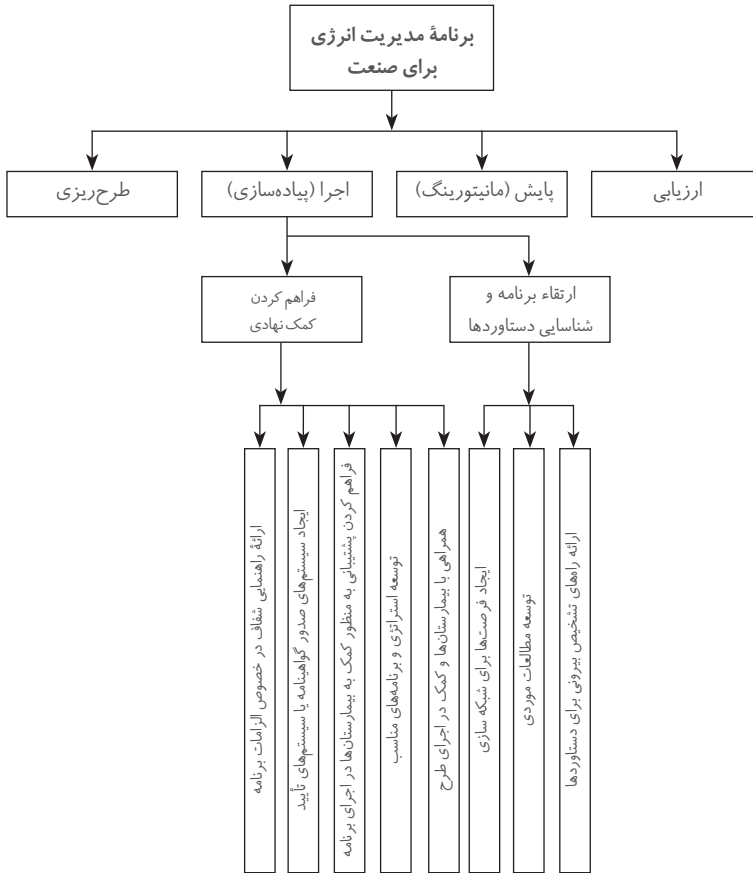 برنامهٔ مدیریت انرژی
برای صنعت
ارزیابی
پایش (مانیتورینگ)
اجرا (پیاده‌سازی)
طرح‌ریزی
ارتقاء برنامه و
شناسایی دستاوردها
فراهم کردن
کمک نهادی
ارائه راه‌های تشخیص بیرونی برای دستاوردها
توسعه مطالعات موردی
ایجاد فرصت‌ها برای شبکه سازی
همراهی با بیمارستان‌ها و کمک در اجرای طرح
توسعه استراتژی و برنامه‌های مناسب
فراهم کردن پشتیبانی به منظور کمک به بیمارستان‌ها در اجرای برنامه
ایجاد سیستم‌های صدور گواهینامه یا سیستم‌های تأیید
ارائهٔ راهنمایی شفاف در خصوص الزامات برنامه